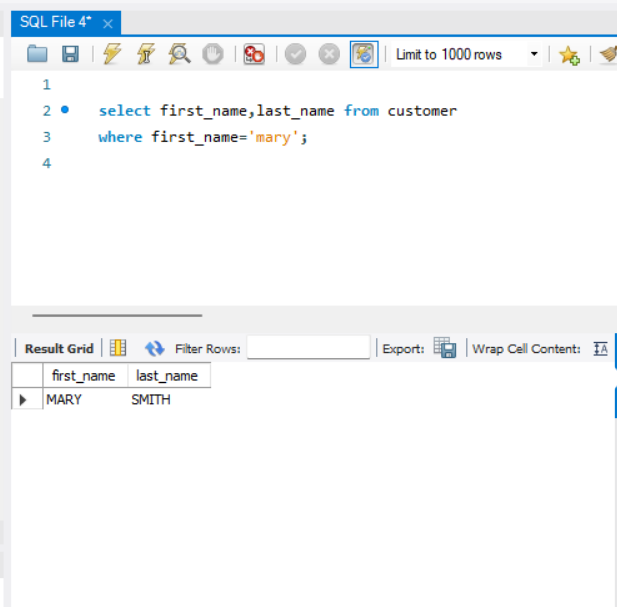 SQL File 4*
Limit to 1000 rows
1
2 select first_name,last_name from customer
3 where first_name='mary';
4
Result Grid Filter Rows: Export: Wrap Cell Content: IA
first_name last_name
MARY SMITH